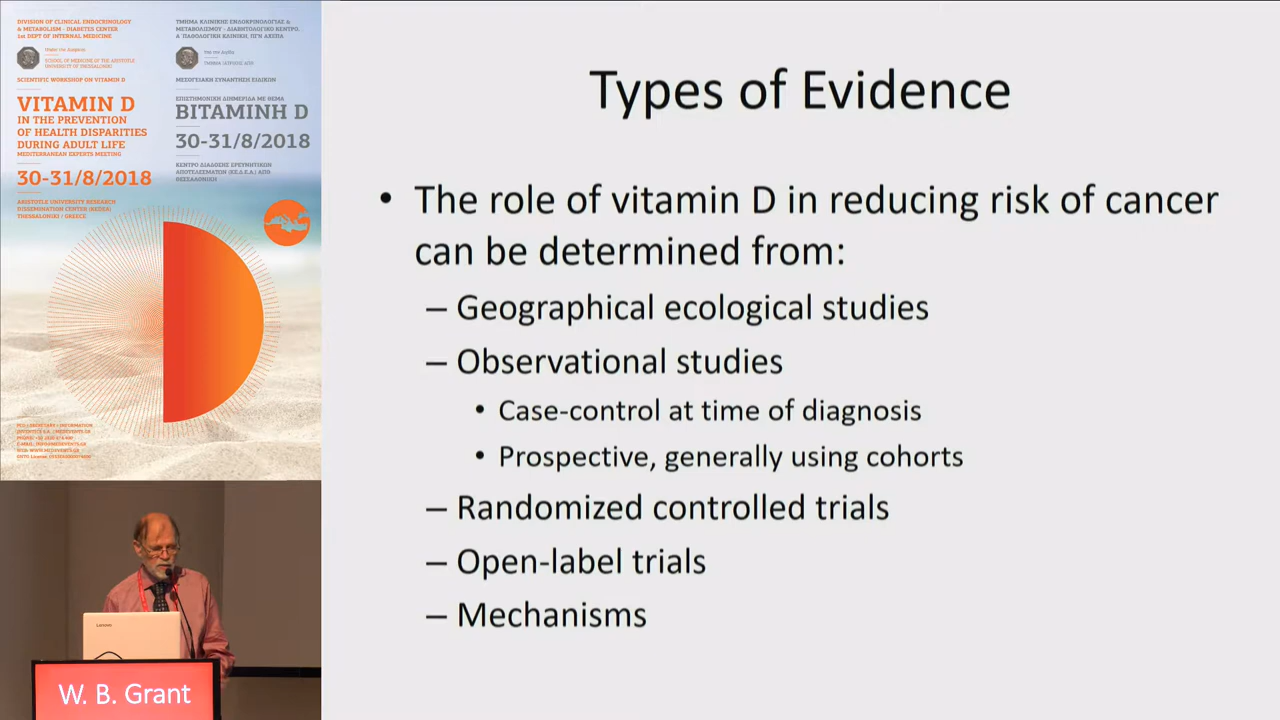 DIVISION OF CLINICAL ENDOCRINOLOGY
& METABOLISM - DIABETES CENTER
1st DEPT OF INTERNAL MEDICINE
Under the Auspices
SCHOOL OF MEDICINE OF THE ARISTOTLE
UNIVERSITY OF THESSALONIKI
SCIENTIFIC WORKSHOP ON VITAMIN D
VITAMIN D
IN THE PREVENTION
OF HEALTH DISPARITIES
DURING ADULT LIFE
MEDITERRANEAN EXPERTS MEETING
30-31/8/2018
ARISTOTLE UNIVERSITY RESEARCH
DISSEMINATION CENTER (KEDEA)
THESSALONIKI / GREECE
ΤΜΗΜΑ ΚΛΙΝΙΚΗΣ ΕΝΔΟΚΡΙΝΟΛΟΓΙΑΣ &
ΜΕΤΑΒΟΛΙΣΜΟΥ - ΔΙΑΒΗΤΟΛΟΓΙΚΟ ΚΕΝΤΡΟ,
Α΄ ΠΑΘΟΛΟΓΙΚΗ ΚΛΙΝΙΚΗ,
ΜΕΣΟΓΕΙΑΚΗ ΣΥΝΑΝΤΗΣΗ ΕΙΔΙΚΩΝ
ΕΠΙΣΤΗΜΟΝΙΚΗ ΔΙΗΜΕΡΙΔΑ ΜΕ ΘΕΜΑ
ΒΙΤΑΜΙΝΗ D
30-31/8/2018
ΚΕΝΤΡΟ ΔΙΑΔΟΣΗΣ ΕΡΕΥΝΗΤΙΚΩΝ
ΑΠΟΤΕΛΕΣΜΑΤΩΝ (ΚΕ.Δ.Ε.Α.) ΑΠΘ
ΘΕΣΣΑΛΟΝΙΚΗ
Lenovo
W. B. Grant
Types of Evidence
• The role of vitamin D in reducing risk of cancer
can be determined from:
– Geographical ecological studies
– Observational studies
• Case-control at time of diagnosis
• Prospective, generally using cohorts
– Randomized controlled trials
– Open-label trials
– Mechanisms